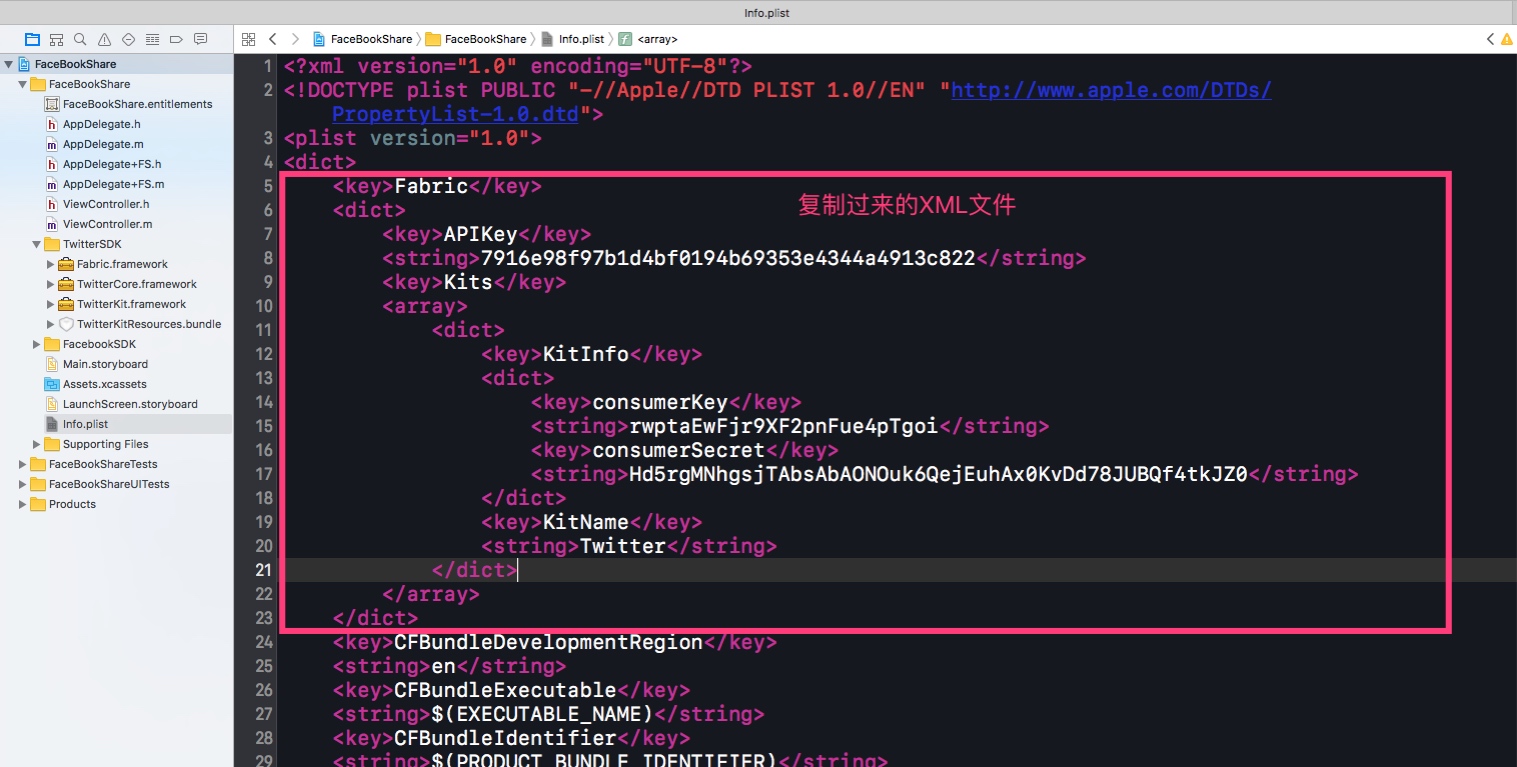 Info.plist
FaceBookShare FaceBookShare Info.plist f <array>
FaceBookShare
FaceBookShare
FaceBookShare.entitlements
h AppDelegate.h
m AppDelegate.m
h AppDelegate+FS.h
m AppDelegate+FS.m
h ViewController.h
m ViewController.m
TwitterSDK
Fabric.framework
TwitterCore.framework
TwitterKit.framework
TwitterKitResources.bundle
FacebookSDK
Main.storyboard
Assets.xcassets
LaunchScreen.storyboard
Info.plist
Supporting Files
FaceBookShareTests
FaceBookShareUITests
Products
1 <?xml version="1.0" encoding="UTF-8"?>
2 <!DOCTYPE plist PUBLIC "-//Apple//DTD PLIST 1.0//EN" "http://www.apple.com/DTDs/
PropertyList-1.0.dtd">
3 <plist version="1.0">
4 <dict>
5 <key>Fabric</key>
复制过来的XML文件
6 <dict>
7 <key>APIKey</key>
8 <string>7916e98f97b1d4bf0194b69353e4344a4913c822</string>
9 <key>Kits</key>
10 <array>
11 <dict>
12 <key>KitInfo</key>
13 <dict>
14 <key>consumerKey</key>
15 <string>rwptaEwFjr9XF2pnFue4pTgoi</string>
16 <key>consumerSecret</key>
17 <string>Hd5rgMNhgsjTAbsAbAONOuk6QejEuhAx0KvDd78JUBQf4tkJZ0</string>
18 </dict>
19 <key>KitName</key>
20 <string>Twitter</string>
21 </dict>
22 </array>
23 </dict>
24 <key>CFBundleDevelopmentRegion</key>
25 <string>en</string>
26 <key>CFBundleExecutable</key>
27 <string>$(EXECUTABLE_NAME)</string>
28 <key>CFBundleIdentifier</key>
29 <string>$(PRODUCT_BUNDLE_IDENTIFIER)</string>